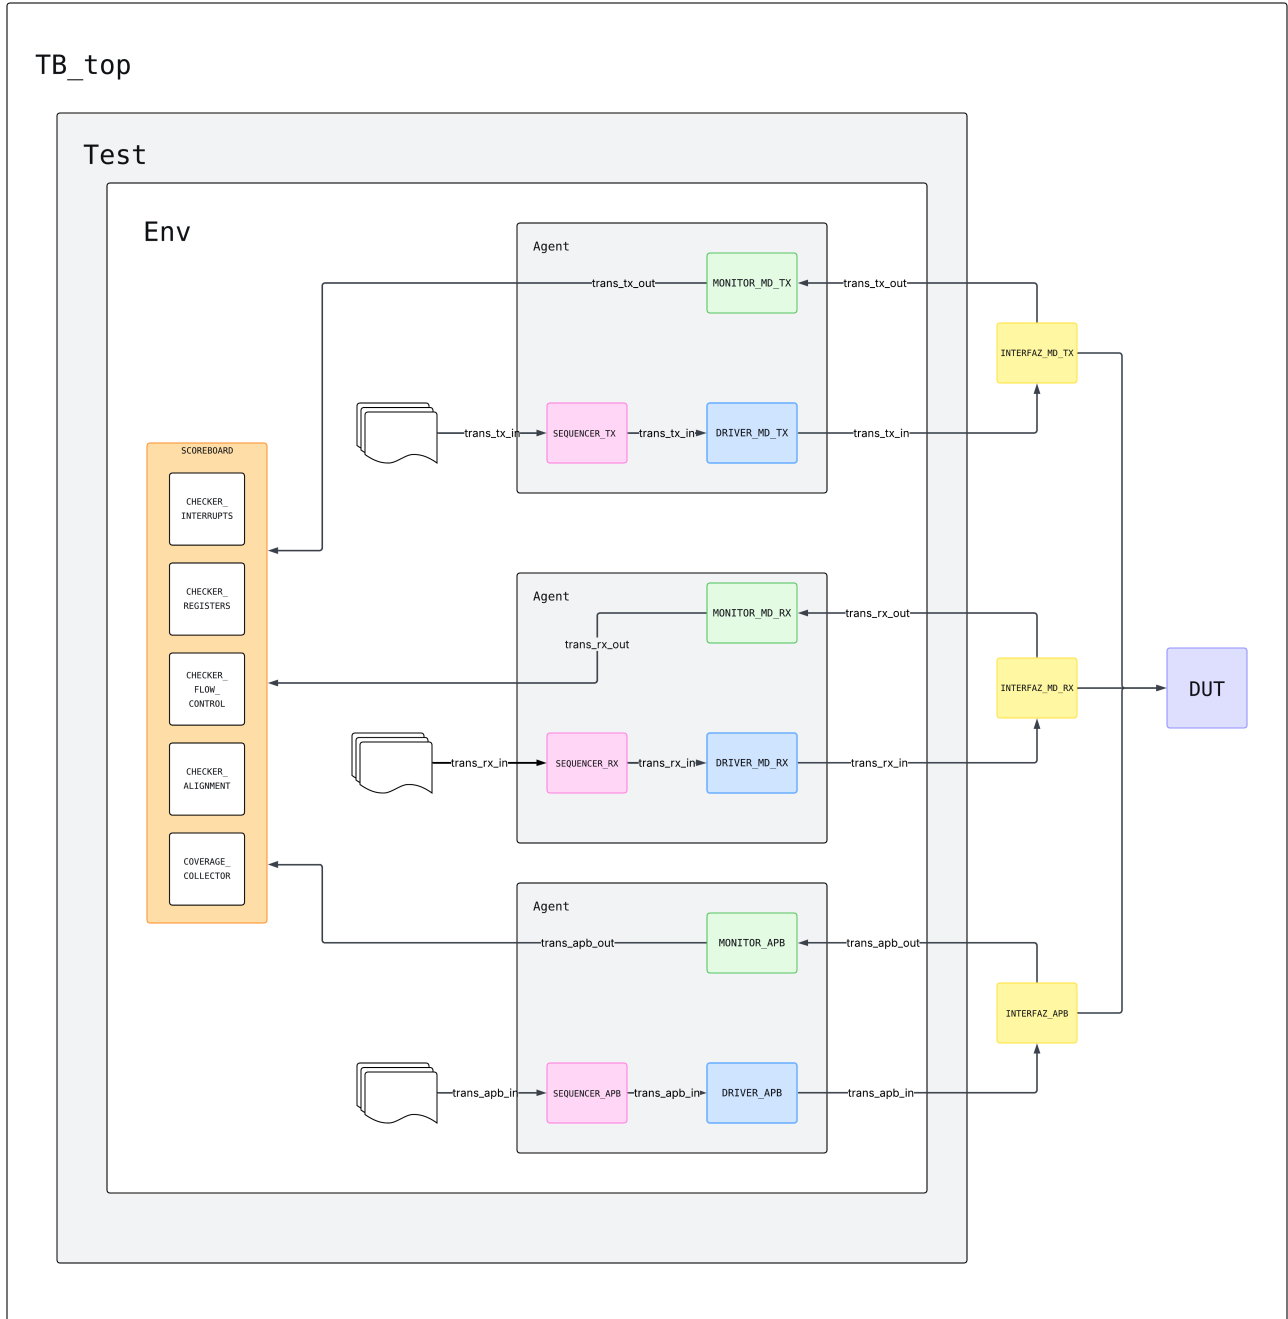 TB_top
Test
Env
Agent
MONITOR_MD_TX
trans_tx_out
trans_tx_out
INTERFAZ_MD_TX
trans_tx_in
SEQUENCER_TX
trans_tx_in
DRIVER_MD_TX
trans_tx_in
SCOREBOARD
CHECKER_
INTERRUPTS
CHECKER_
REGISTERS
CHECKER_
FLOW_
CONTROL
CHECKER_
ALIGNMENT
COVERAGE_
COLLECTOR
Agent
MONITOR_MD_RX
trans_rx_out
trans_rx_out
INTERFAZ_MD_RX
DUT
trans_rx_in
SEQUENCER_RX
trans_rx_in
DRIVER_MD_RX
trans_rx_in
Agent
trans_apb_out
MONITOR_APB
trans_apb_out
INTERFAZ_APB
trans_apb_in
SEQUENCER_APB
trans_apb_in
DRIVER_APB
trans_apb_in